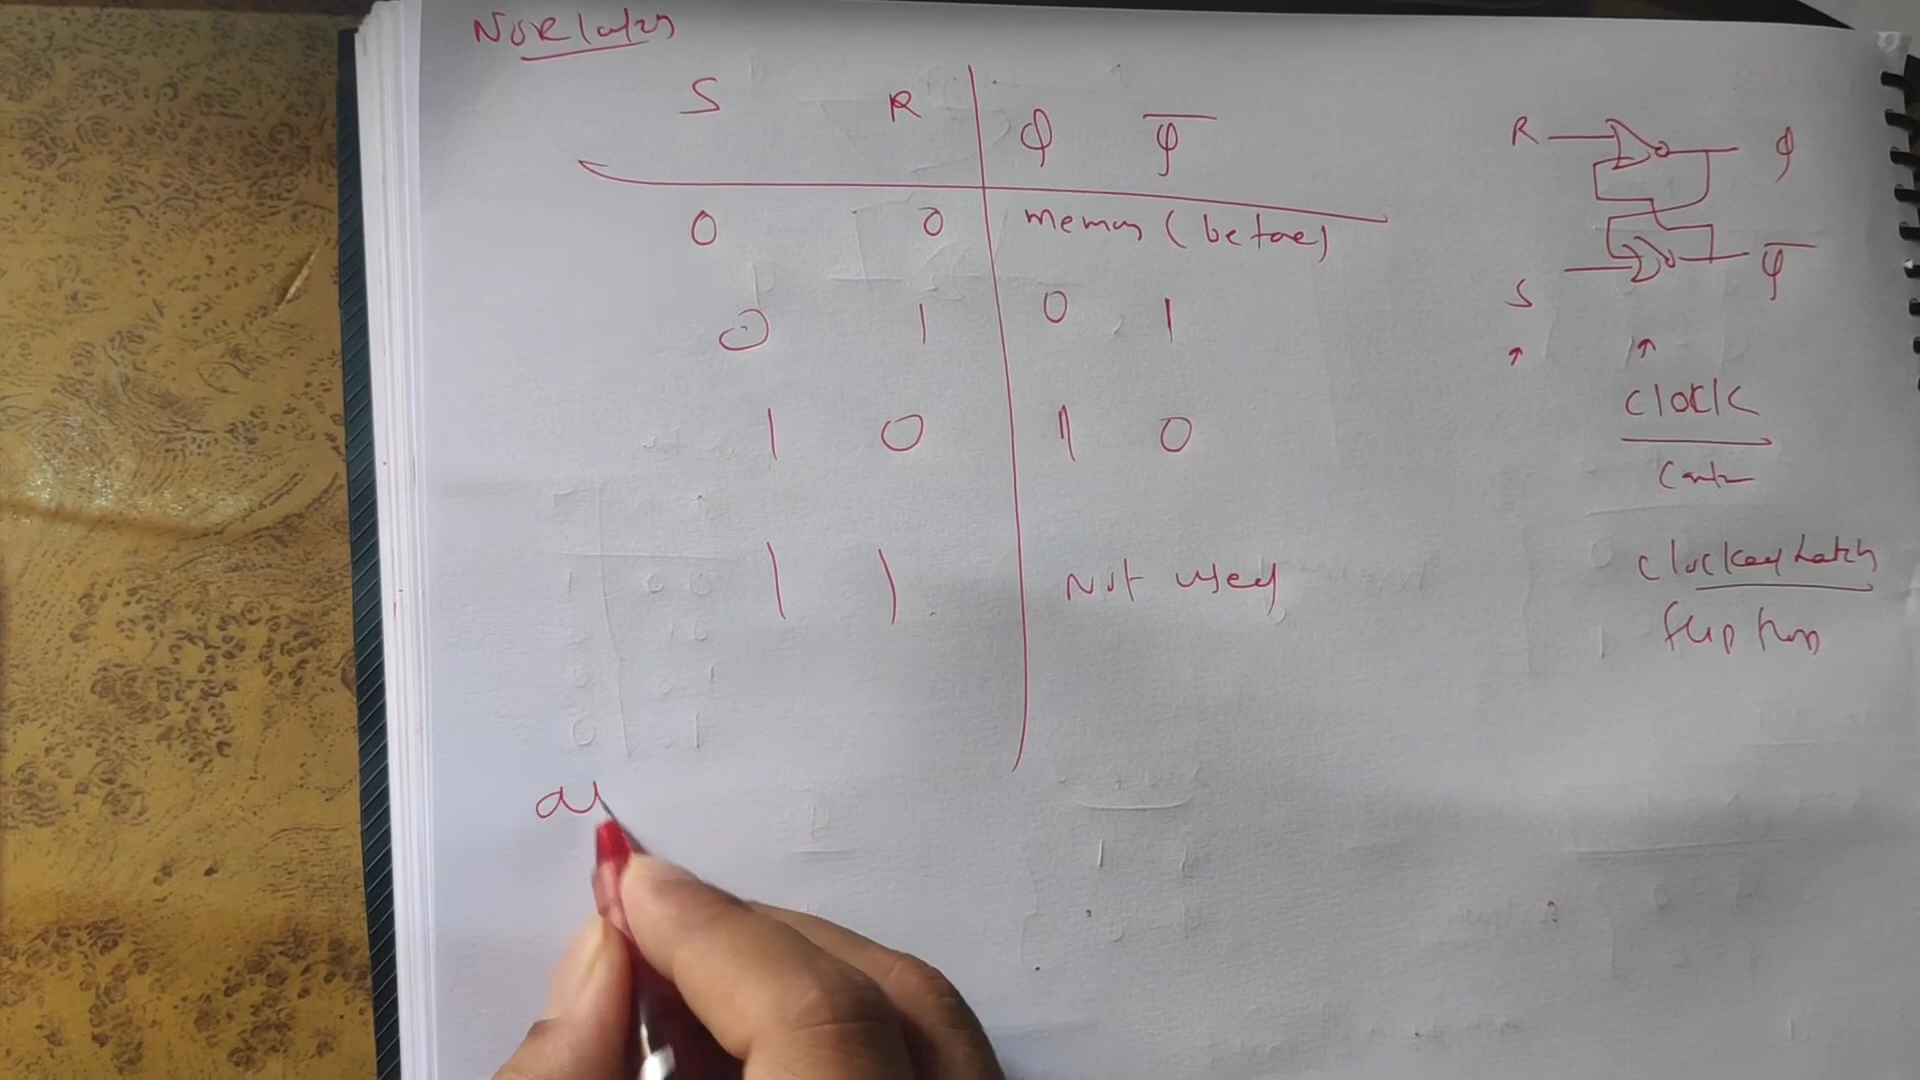 NOR latch
S R Q Q̅
0 0 memory (before)
0 1 0 1
1 0 1 0
1 1 Not used
R Q
S Q̅
↑ ↑
Clock
Clocked Latch
flip flop